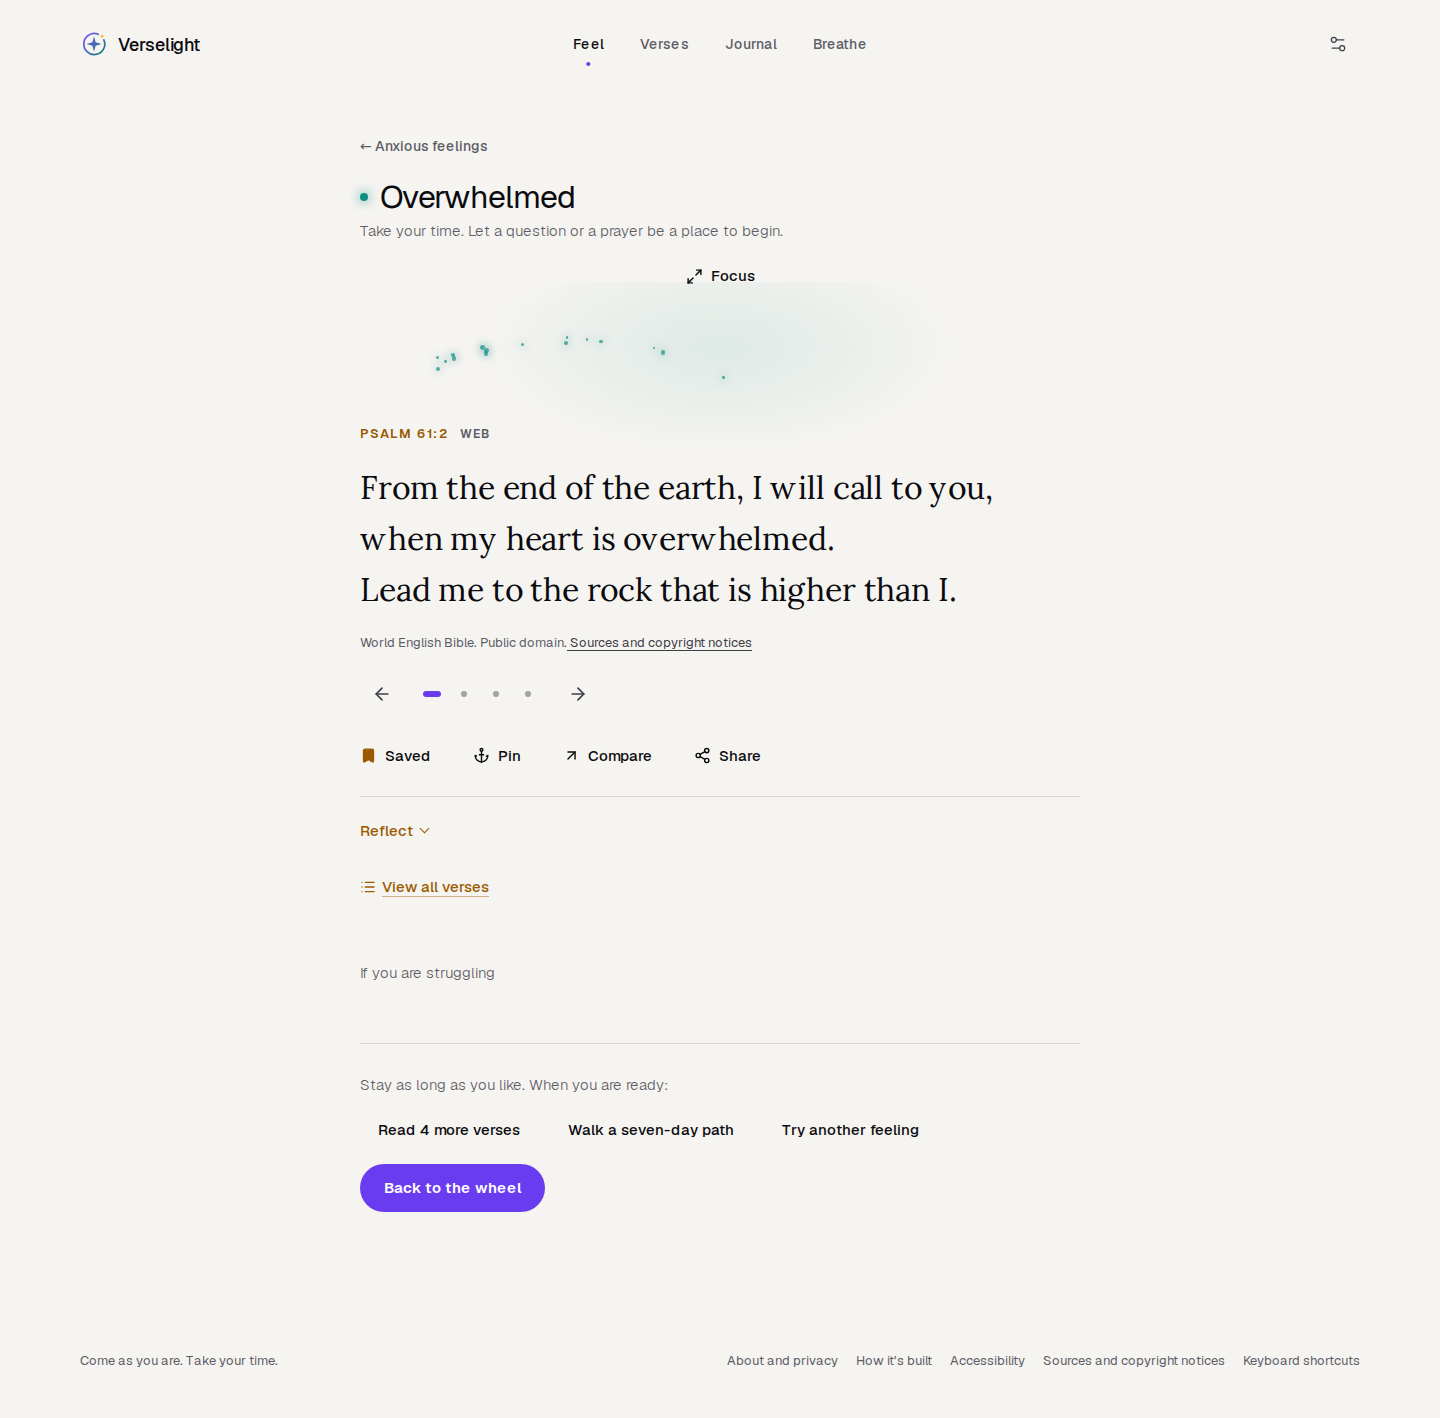 Verselight
Feel Verses Journal Breathe
← Anxious feelings
Overwhelmed
Take your time. Let a question or a prayer be a place to begin.
Focus
PSALM 61:2 WEB
From the end of the earth, I will call to you,
when my heart is overwhelmed.
Lead me to the rock that is higher than I.
World English Bible. Public domain. Sources and copyright notices
Saved Pin Compare Share
Reflect
View all verses
If you are struggling
Stay as long as you like. When you are ready:
Read 4 more verses Walk a seven-day path Try another feeling
Back to the wheel
Come as you are. Take your time. About and privacy How it's built Accessibility Sources and copyright notices Keyboard shortcuts